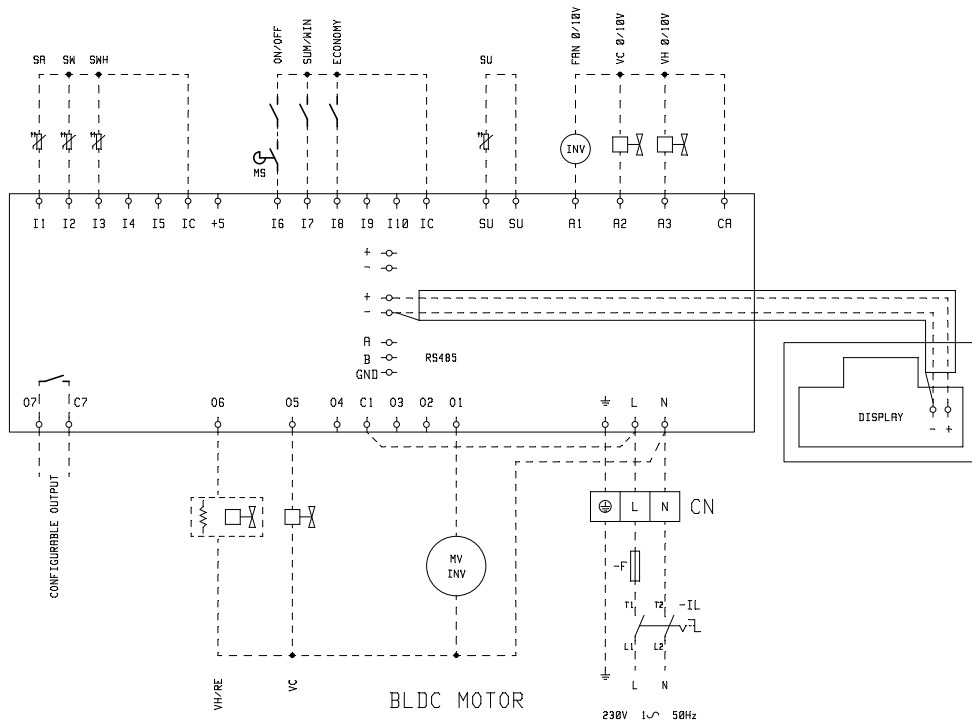 ON/OFF
SUM/WIN
ECONOMY
FAN 0/10V
VC 0/10V
VH 0/10V
SA SW SWH SU
INV
MS
I1 I2 I3 I4 I5 IC +5 I6 I7 I8 I9 I10 IC SU SU A1 A2 A3 CA
+
-
+
-
A
B RS485
GND
O7 C7 O6 O5 O4 C1 O3 O2 O1 L N
DISPLAY
- +
CONFIGURABLE OUTPUT
L N CN
MV
INV
-F
T1 T2 -IL
L1 L2
VH/RE
VC
L N
BLDC MOTOR
230V 1~ 50Hz